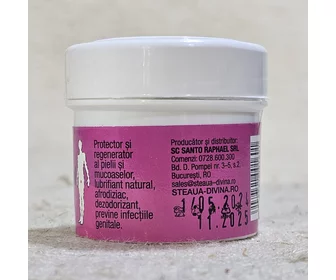 Protector și
regenerator
al pielii și
mucoaselor,
lubrifiant natural,
afrodiziac,
dezodorizant,
previne infecțiile
genitale.
Producător și distribuitor:
SC SANTO RAPHAEL SRL
Comenzi: 0728.600.300
Bd. D. Pompei nr. 3-5, s.2
București, RO
sales@steaua-divina.ro
STEAUA-DIVINA.RO
11.2025